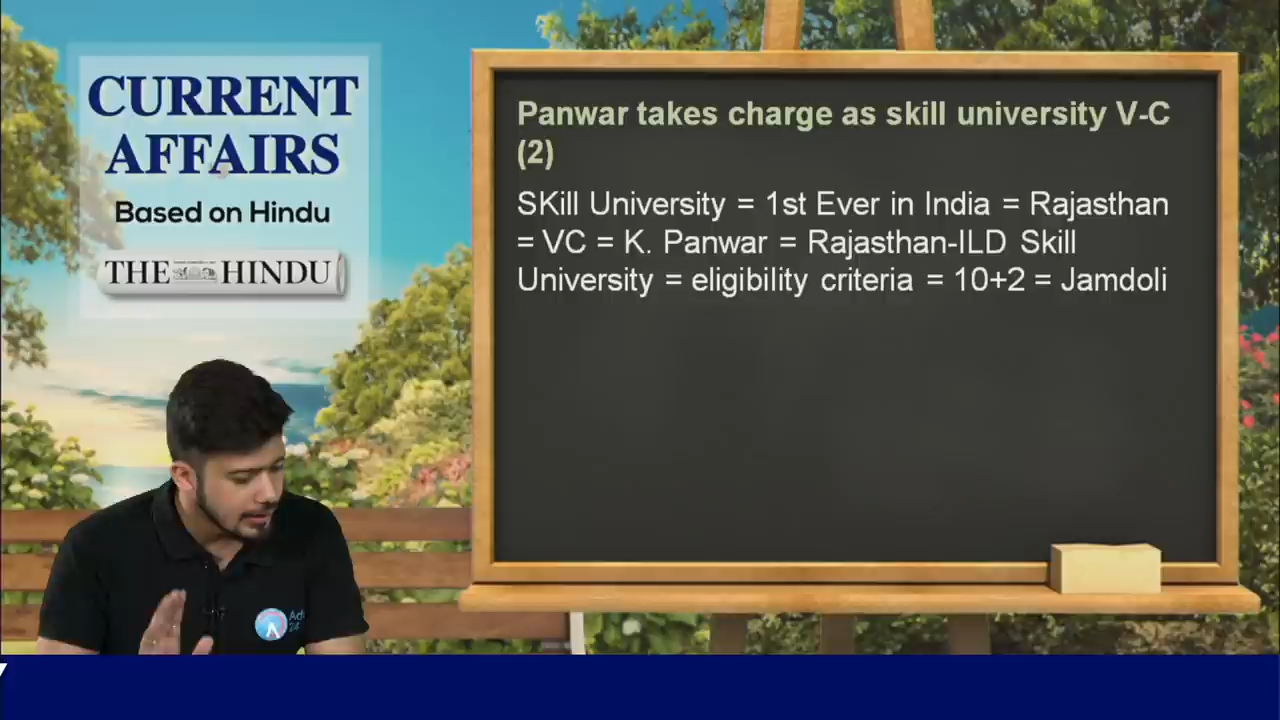 CURRENT
AFFAIRS
Based on Hindu
THE HINDU
Panwar takes charge as skill university V-C
(2)
SKill University = 1st Ever in India = Rajasthan
= VC = K. Panwar = Rajasthan-ILD Skill
University = eligibility criteria = 10+2 = Jamdoli